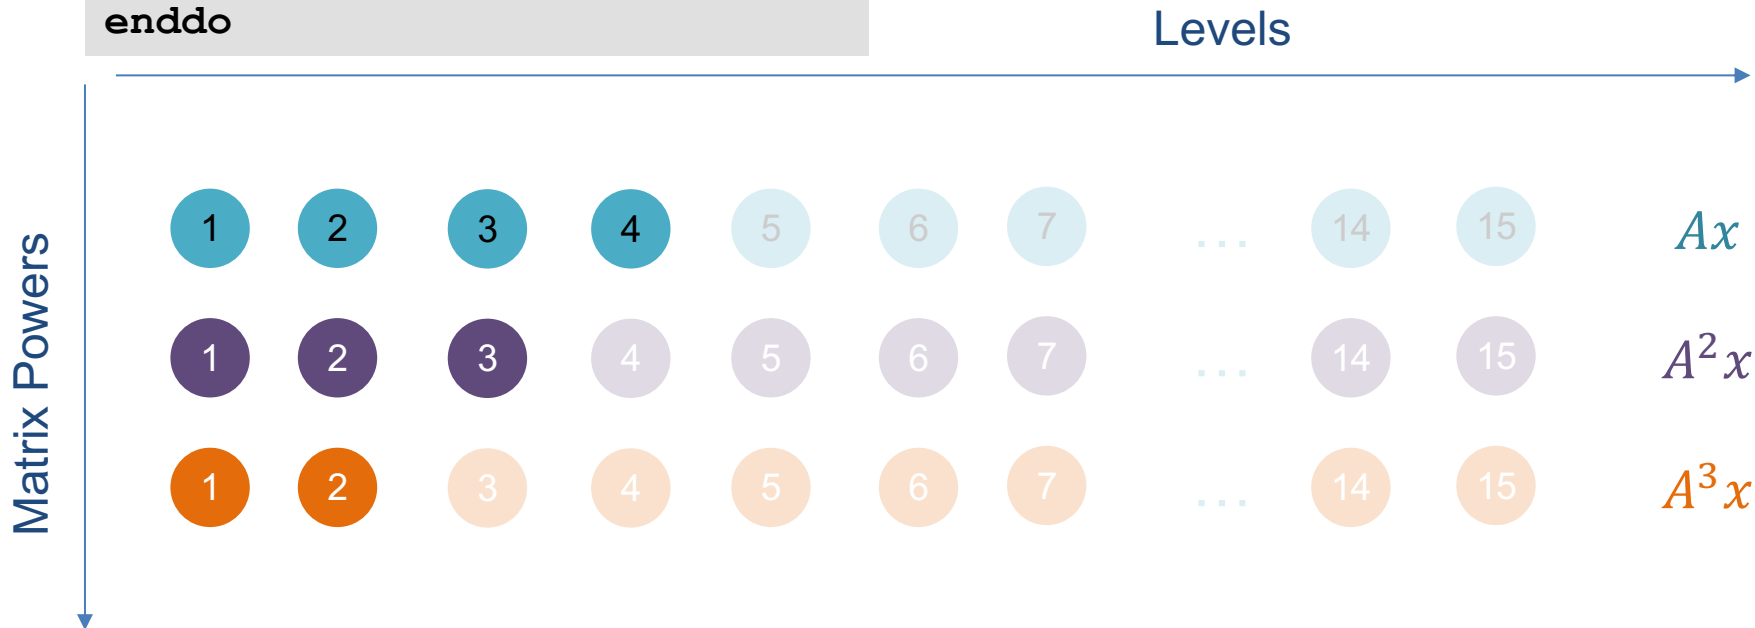 enddo
Levels
Matrix Powers
1 2 3 4 5 6 7 ... 14 15 Ax
1 2 3 4 5 6 7 ... 14 15 A²x
1 2 3 4 5 6 7 ... 14 15 A³x